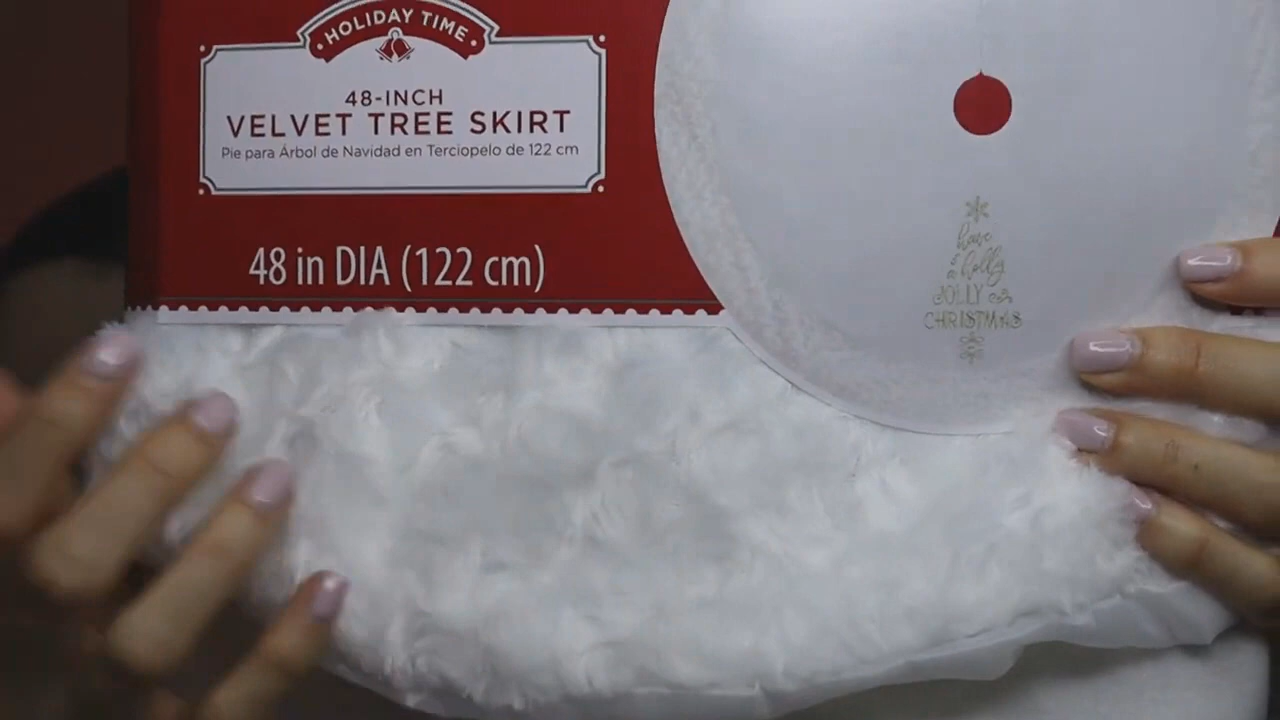 HOLIDAY TIME
48-INCH
VELVET TREE SKIRT
Pie para Árbol de Navidad en Terciopelo de 122 cm
48 in DIA (122 cm)
have
a holly
JOLLY
CHRISTMAS